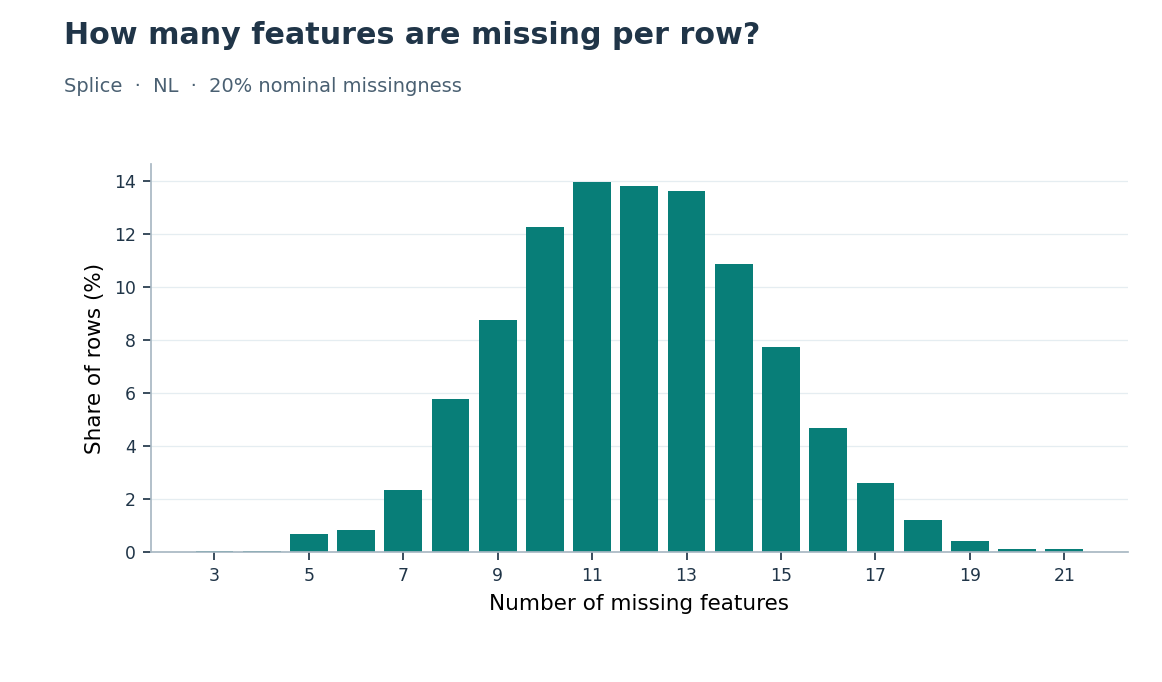 How many features are missing per row?
Splice · NL · 20% nominal missingness
Share of rows (%)
14
12
10
8
6
4
2
0
3 5 7 9 11 13 15 17 19 21
Number of missing features